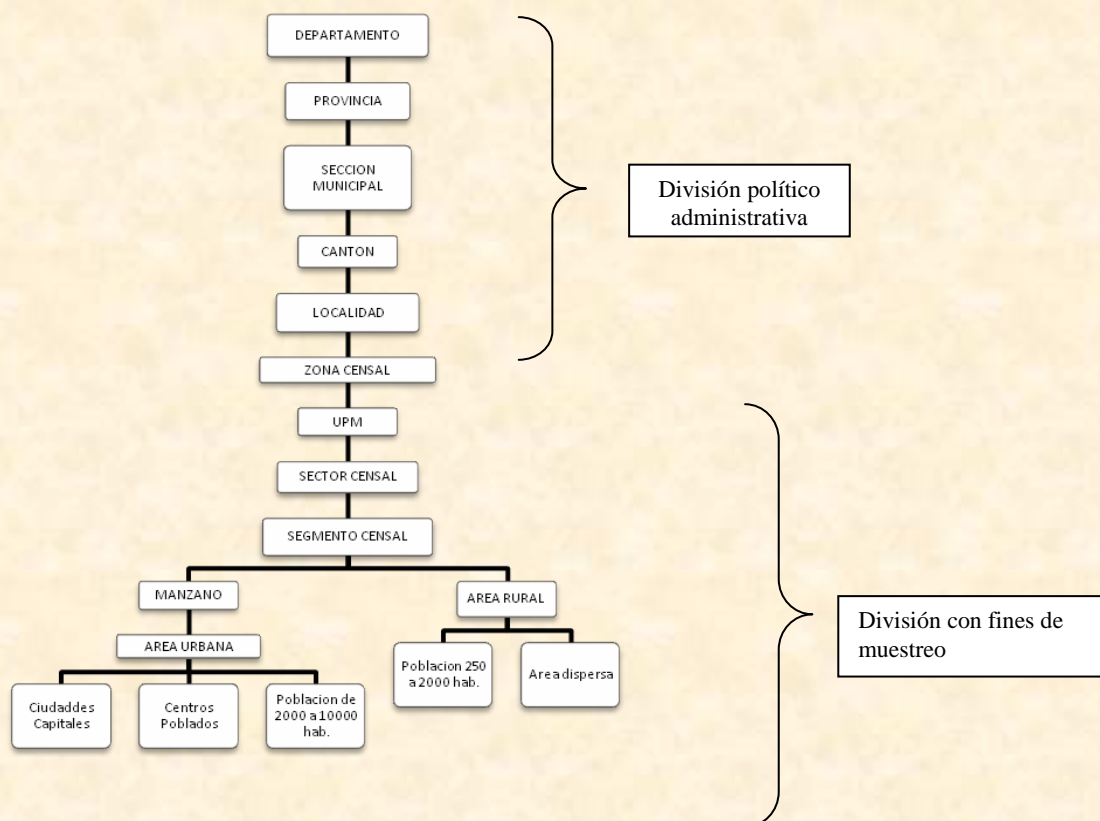 DEPARTAMENTO
PROVINCIA
SECCION
MUNICIPAL
CANTON
LOCALIDAD
ZONA CENSAL
UPM
SECTOR CENSAL
SEGMENTO CENSAL
MANZANO
AREA URBANA
Ciudaddes
Capitales
Centros
Poblados
Poblacion de
2000 a 10000
hab.
AREA RURAL
Poblacion 250
a 2000 hab.
Area dispersa
División político
administrativa
División con fines de
muestreo